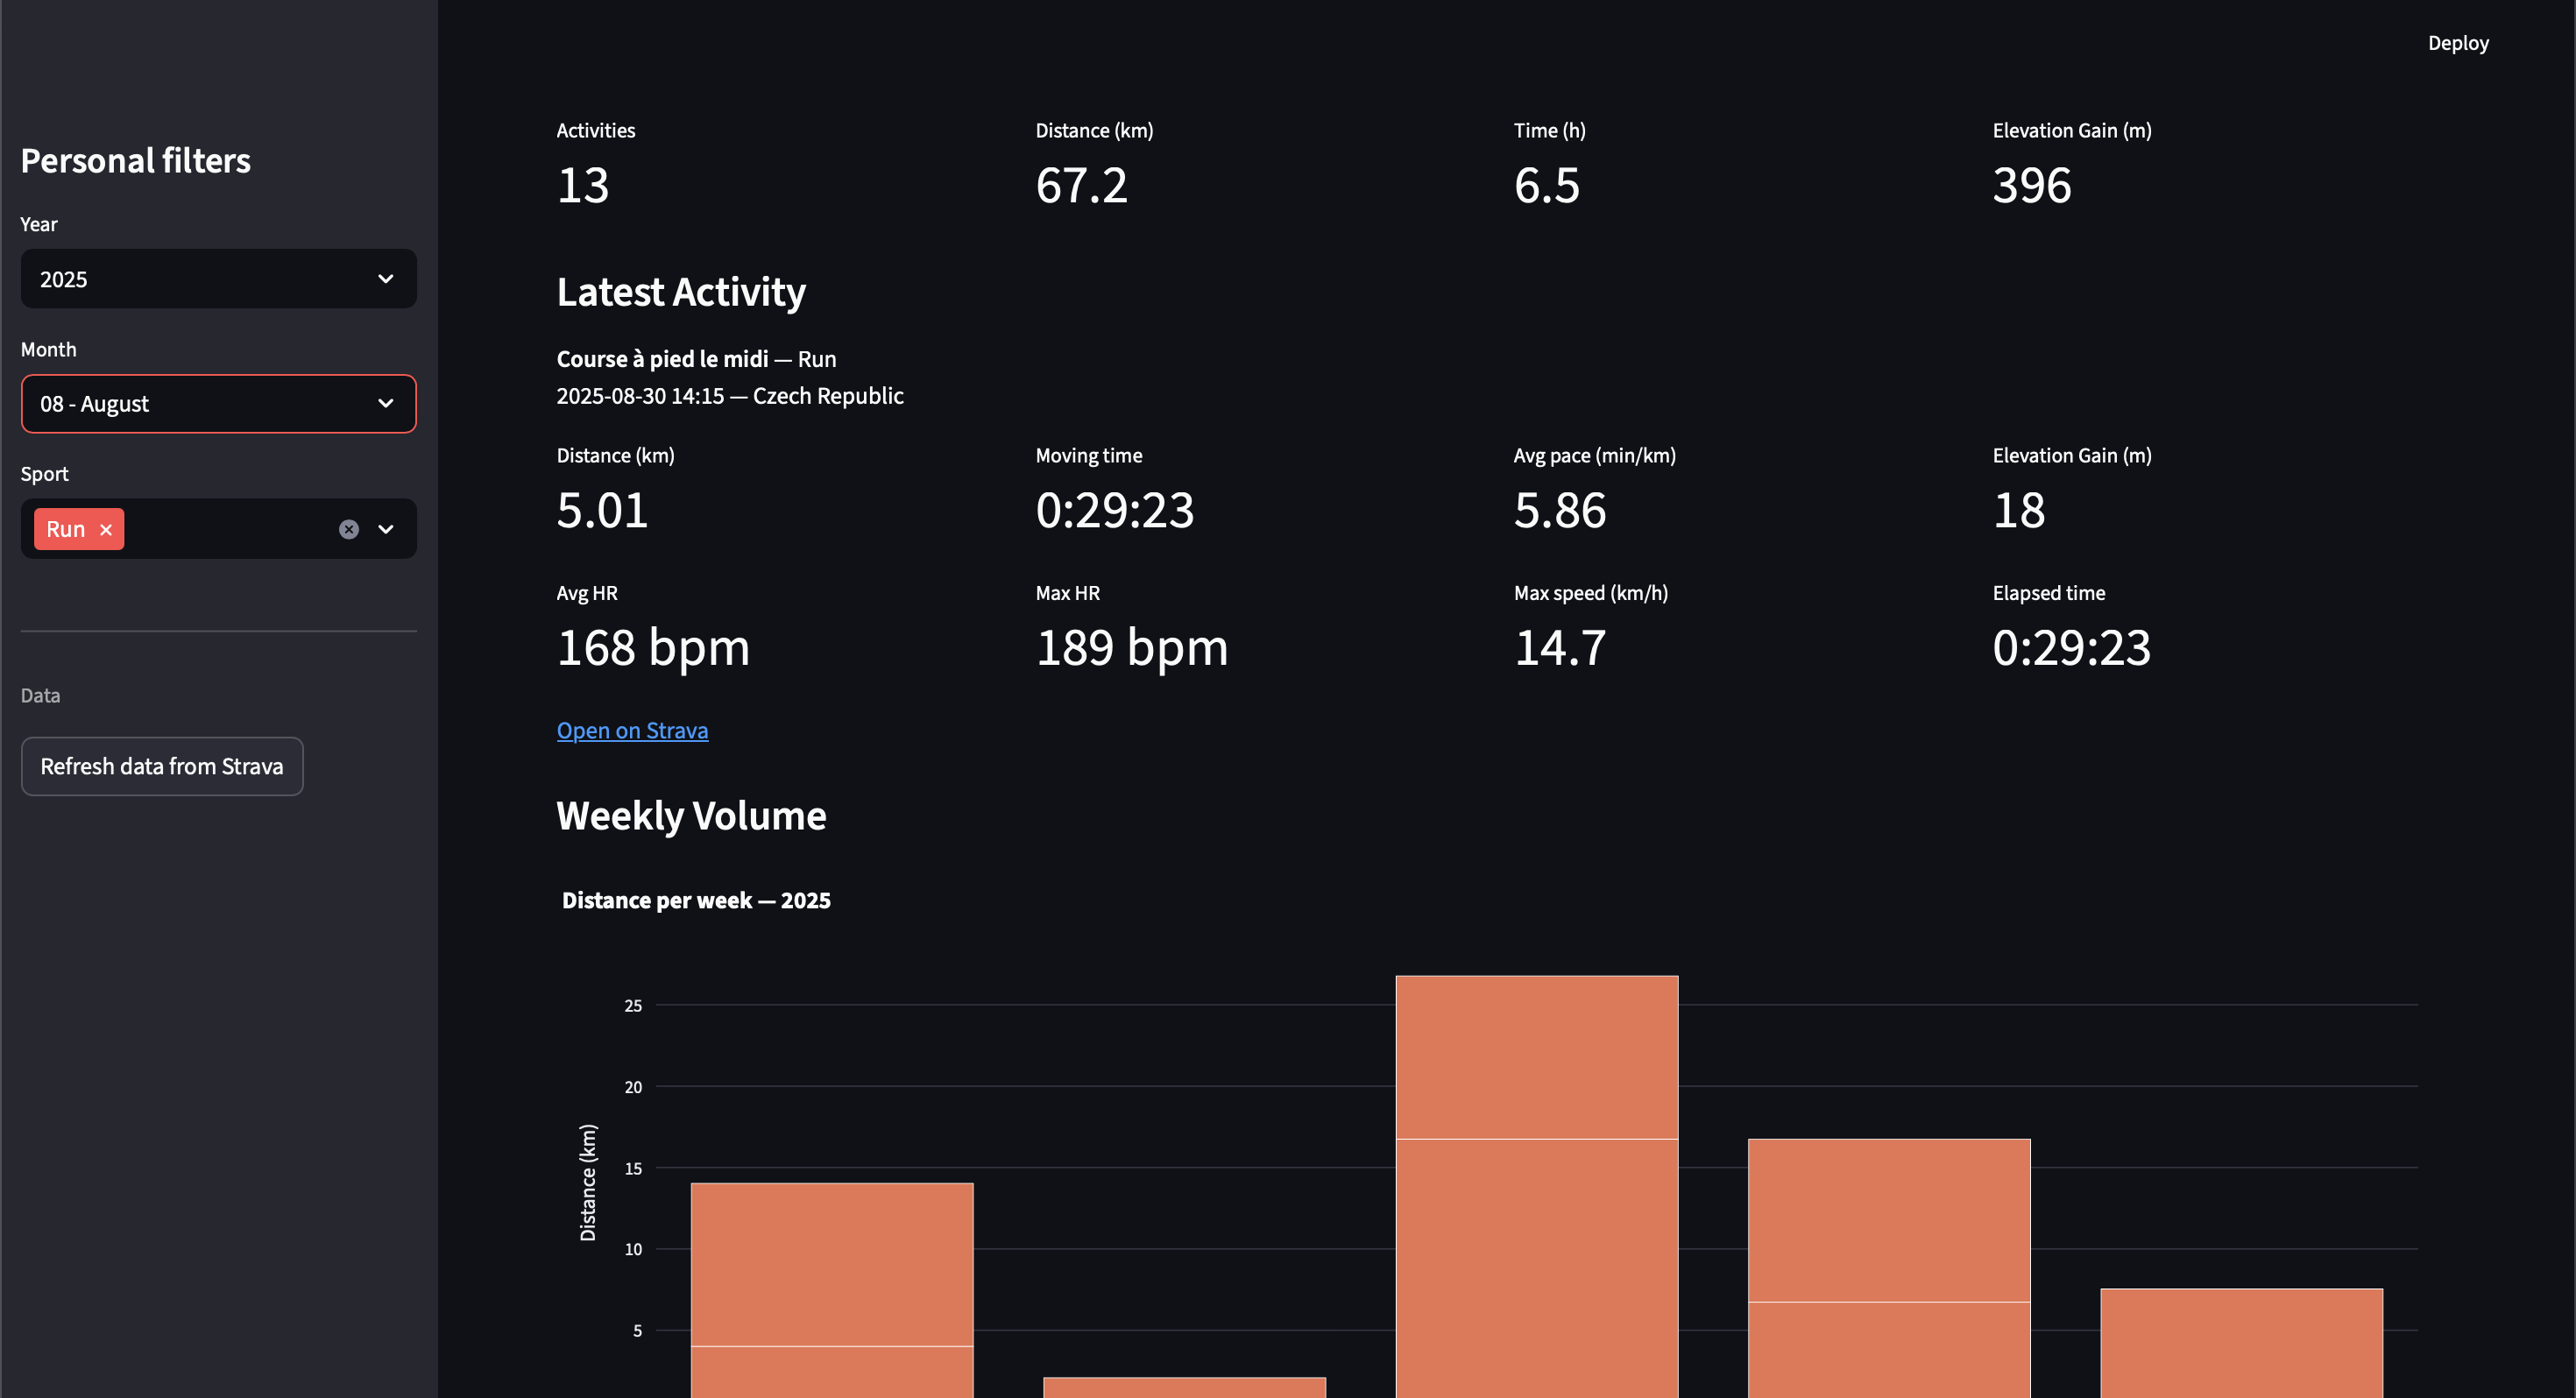 Deploy
Personal filters
Year
2025
Month
08 - August
Sport
Run
Data
Refresh data from Strava
Activities
13
Distance (km)
67.2
Time (h)
6.5
Elevation Gain (m)
396
Latest Activity
Course à pied le midi — Run
2025-08-30 14:15 — Czech Republic
Distance (km)
5.01
Moving time
0:29:23
Avg pace (min/km)
5.86
Elevation Gain (m)
18
Avg HR
168 bpm
Max HR
189 bpm
Max speed (km/h)
14.7
Elapsed time
0:29:23
Open on Strava
Weekly Volume
Distance per week — 2025
Distance (km)
25
20
15
10
5